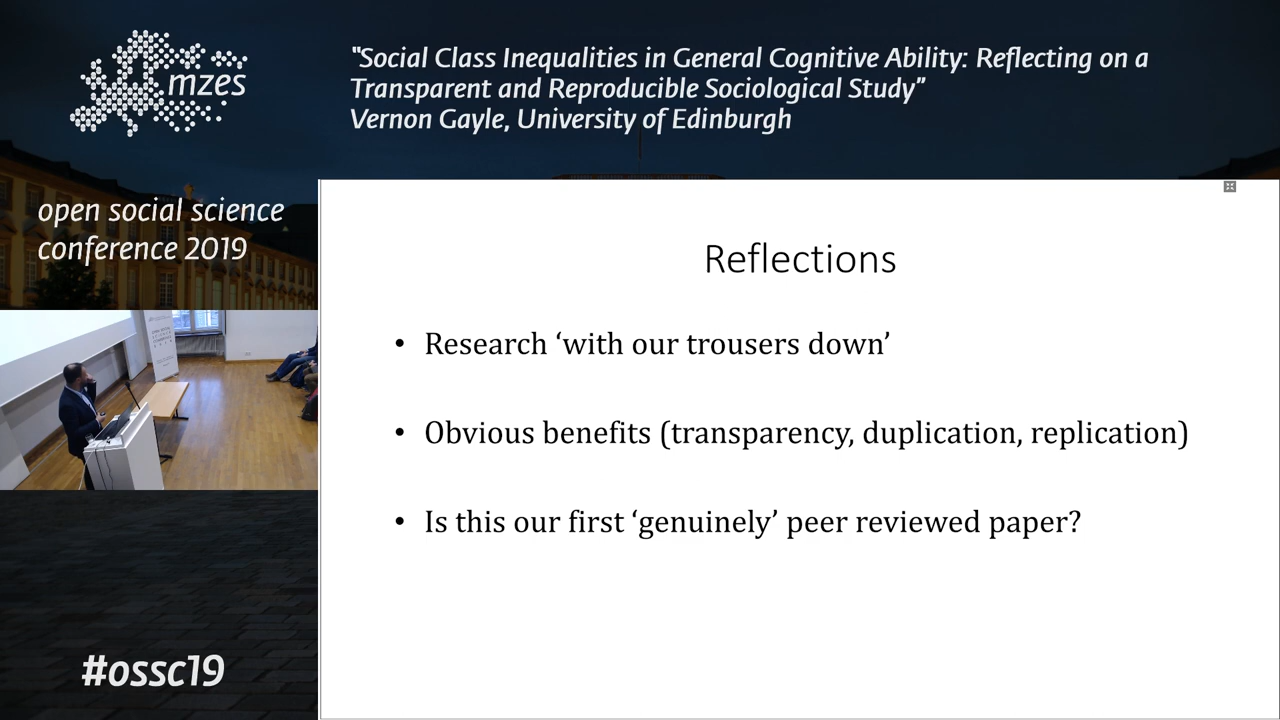 mzes
"Social Class Inequalities in General Cognitive Ability: Reflecting on a
Transparent and Reproducible Sociological Study"
Vernon Gayle, University of Edinburgh
open social science
conference 2019
Reflections
• Research ‘with our trousers down’
• Obvious benefits (transparency, duplication, replication)
• Is this our first ‘genuinely’ peer reviewed paper?
#ossc19